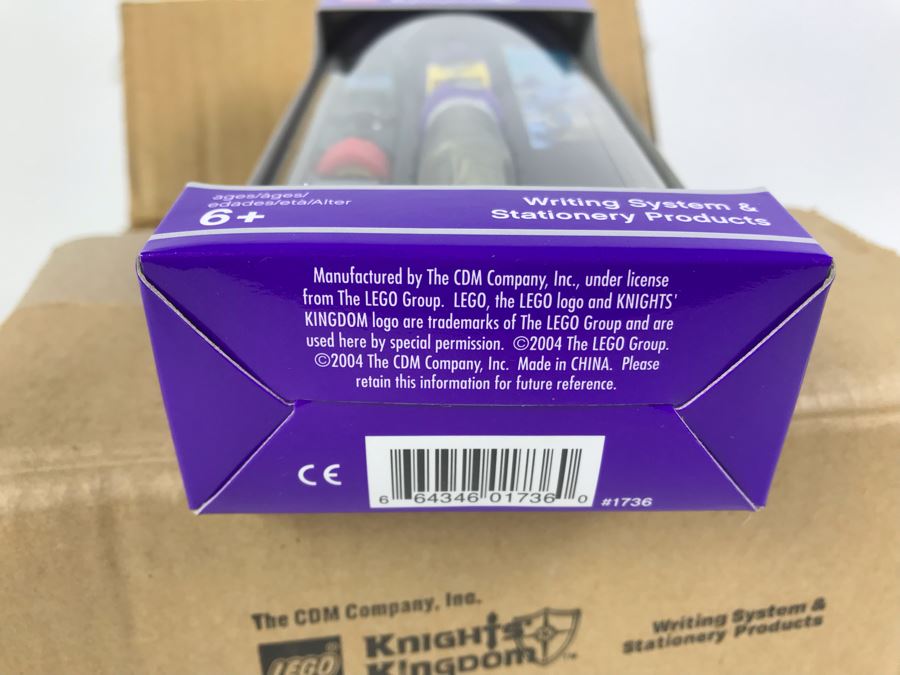 ages/âges/
edades/età/Alter
6+
Writing System &
Stationery Products
Manufactured by The CDM Company, Inc., under license
from The LEGO Group. LEGO, the LEGO logo and KNIGHTS'
KINGDOM logo are trademarks of The LEGO Group and are
used here by special permission. ©2004 The LEGO Group.
©2004 The CDM Company, Inc. Made in CHINA. Please
retain this information for future reference.
CE
6 64346 01736 0
#1736
The CDM Company, Inc.
LEGO
KNIGHTS'
KINGDOM™
Writing System &
Stationery Products